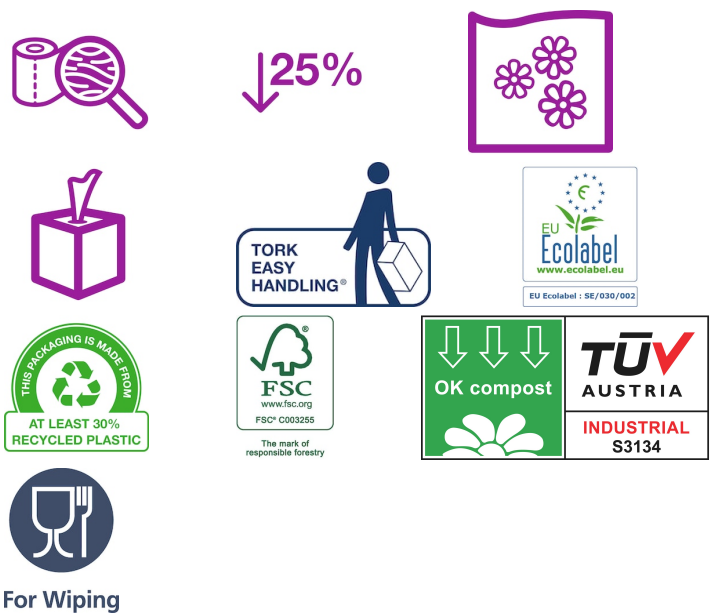 25%
TORK
EASY
HANDLING®
EU
Ecolabel
www.ecolabel.eu
EU Ecolabel : SE/030/002
THIS PACKAGING IS MADE FROM
AT LEAST 30%
RECYCLED PLASTIC
®
FSC
www.fsc.org
FSC® C003255
The mark of
responsible forestry
OK compost
TÜV
AUSTRIA
INDUSTRIAL
S3134
For Wiping